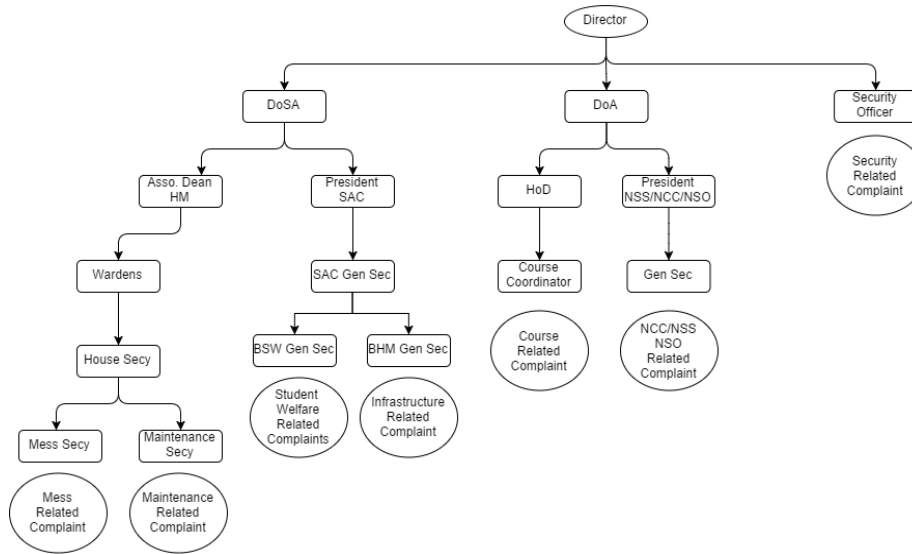 Director
DoSA
DoA
Security
Officer
Security
Related
Complaint
Asso. Dean
HM
President
SAC
HoD
President
NSS/NCC/NSO
Wardens
SAC Gen Sec
Course
Coordinator
Gen Sec
House Secy
BSW Gen Sec
BHM Gen Sec
Course
Related
Complaint
NCC/NSS
NSO
Related
Complaint
Student
Welfare
Related
Complaints
Infrastructure
Related
Complaint
Mess Secy
Maintenance
Secy
Mess
Related
Complaint
Maintenance
Related
Complaint